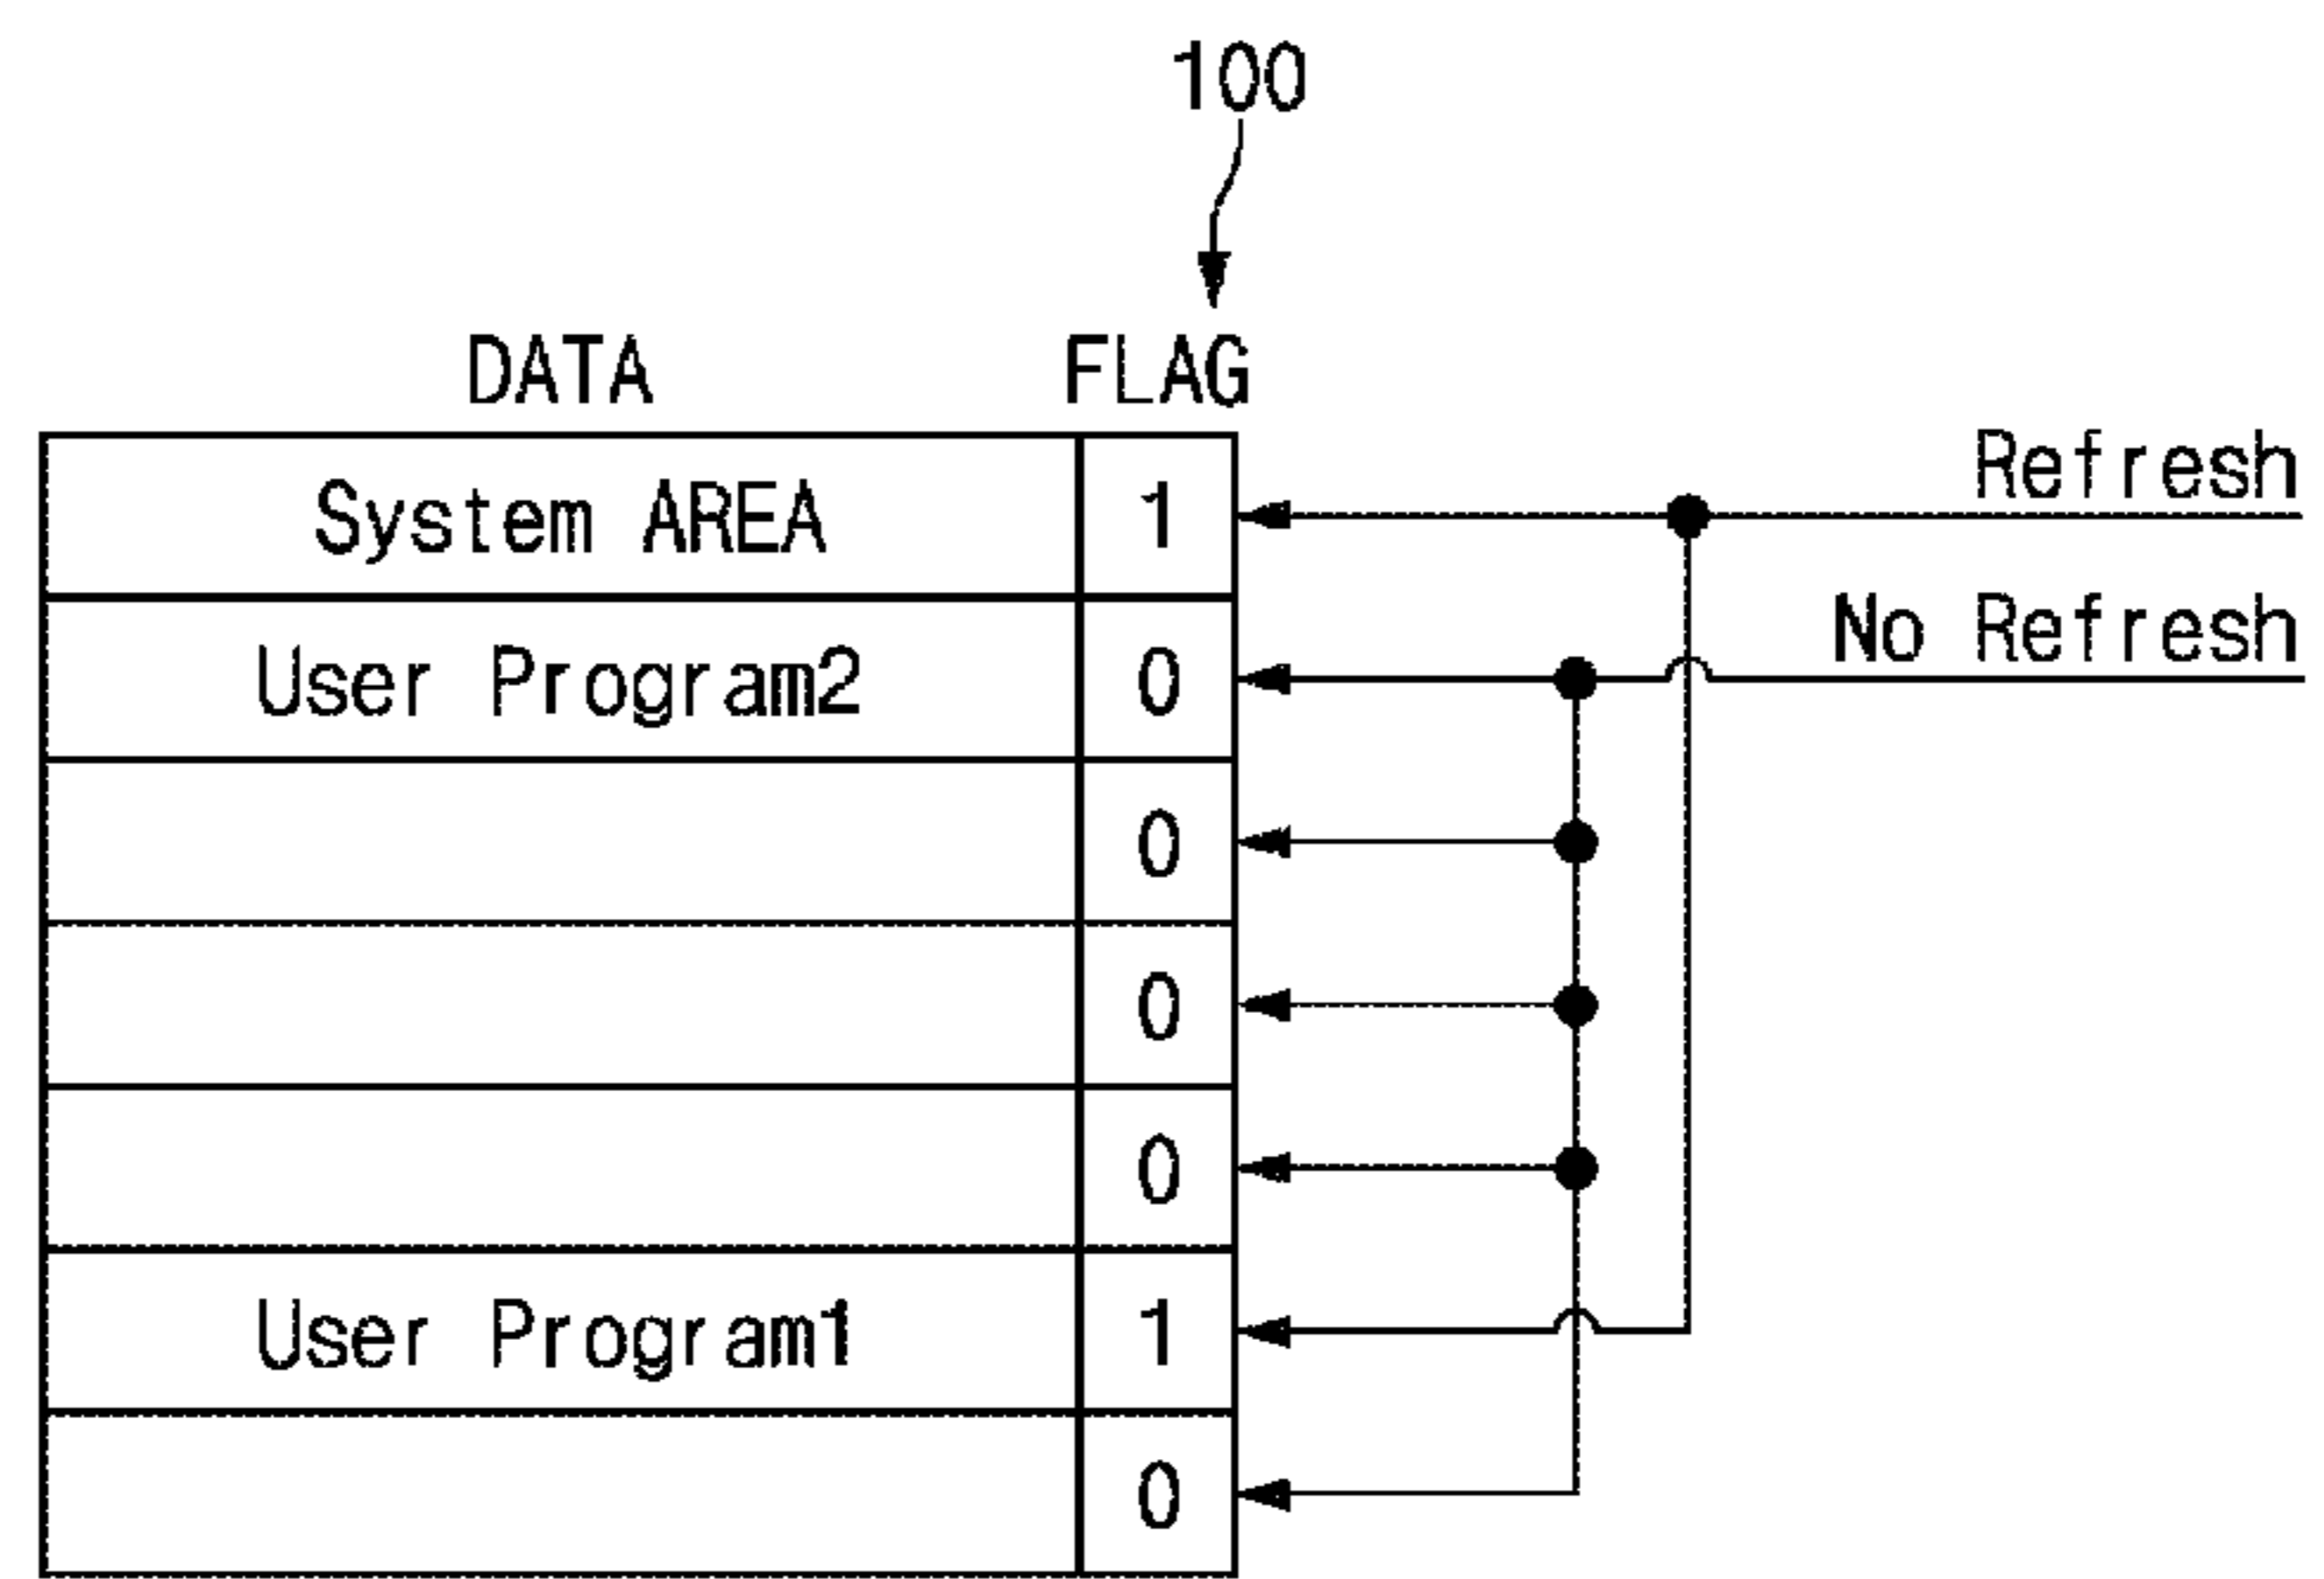 100
DATA FLAG
System AREA 1 Refresh
User Program2 0 No Refresh
0
0
0
User Program1 1
0